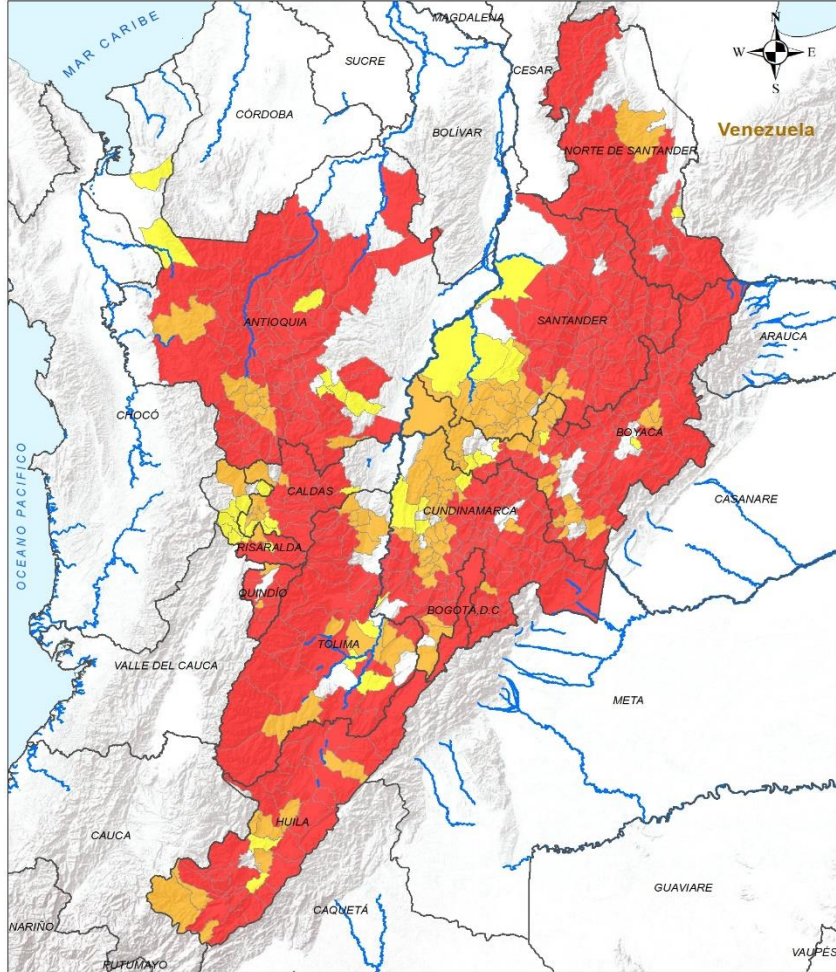 MAGDALENA
N
MAR CARIBE
SUCRE
CESAR
W
E
S
CÓRDOBA
BOLÍVAR
Venezuela
NORTE DE SANTANDER
ANTIOQUIA
SANTANDER
ARAUCA
CHOCÓ
BOYACÁ
OCEANO PACIFICO
CALDAS
CASANARE
CUNDINAMARCA
RISARALDA
QUINDÍO
BOGOTÁ,D.C
TOLIMA
VALLE DEL CAUCA
META
HUILA
CAUCA
GUAVIARE
CAQUETÁ
NARIÑO
VAUPÉS
PUTUMAYO